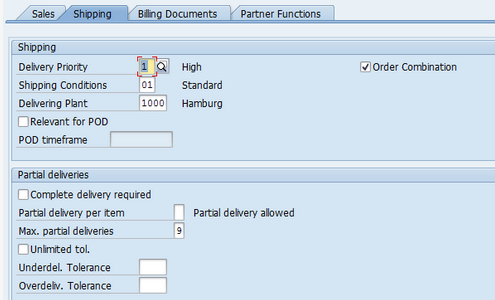 Sales Shipping Billing Documents Partner Functions
Shipping
Delivery Priority 1 High Order Combination
Shipping Conditions 01 Standard
Delivering Plant 1000 Hamburg
Relevant for POD
POD timeframe
Partial deliveries
Complete delivery required
Partial delivery per item Partial delivery allowed
Max. partial deliveries 9
Unlimited tol.
Underdel. Tolerance
Overdeliv. Tolerance